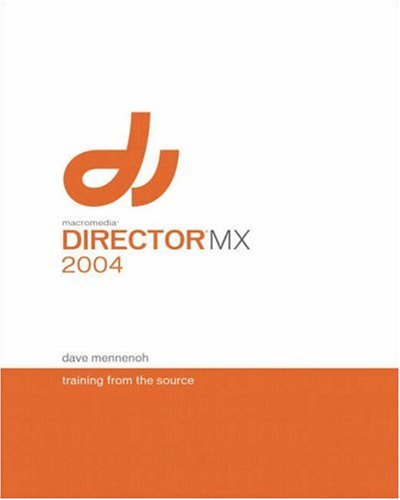 macromedia®
DIRECTOR® MX
2004
dave mennenoh
training from the source